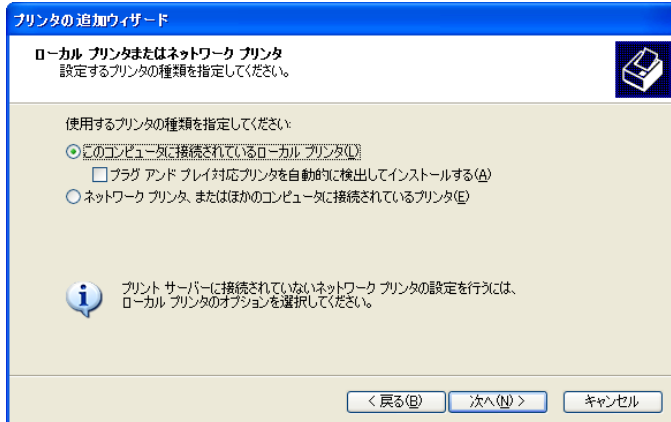 プリンタの追加ウィザード
ローカル プリンタまたはネットワーク プリンタ
設定するプリンタの種類を指定してください。
使用するプリンタの種類を指定してください:
このコンピュータに接続されているローカル プリンタ(L)
プラグ アンド プレイ対応プリンタを自動的に検出してインストールする(A)
ネットワーク プリンタ、またはほかのコンピュータに接続されているプリンタ(E)
プリント サーバーに接続されていないネットワーク プリンタの設定を行うには、
ローカル プリンタのオプションを選択してください。
< 戻る(B) 次へ(N) > キャンセル